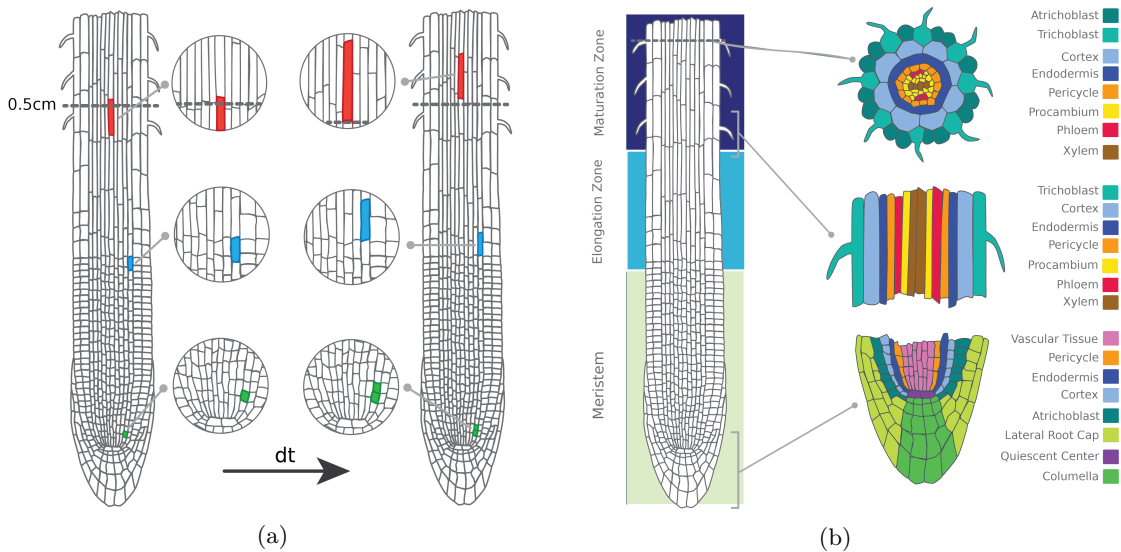 0.5cm
dt
(a)
Maturation Zone
Elongation Zone
Meristem
Atrichoblast
Trichoblast
Cortex
Endodermis
Pericycle
Procambium
Phloem
Xylem
Trichoblast
Cortex
Endodermis
Pericycle
Procambium
Phloem
Xylem
Vascular Tissue
Pericycle
Endodermis
Cortex
Atrichoblast
Lateral Root Cap
Quiescent Center
Columella
(b)